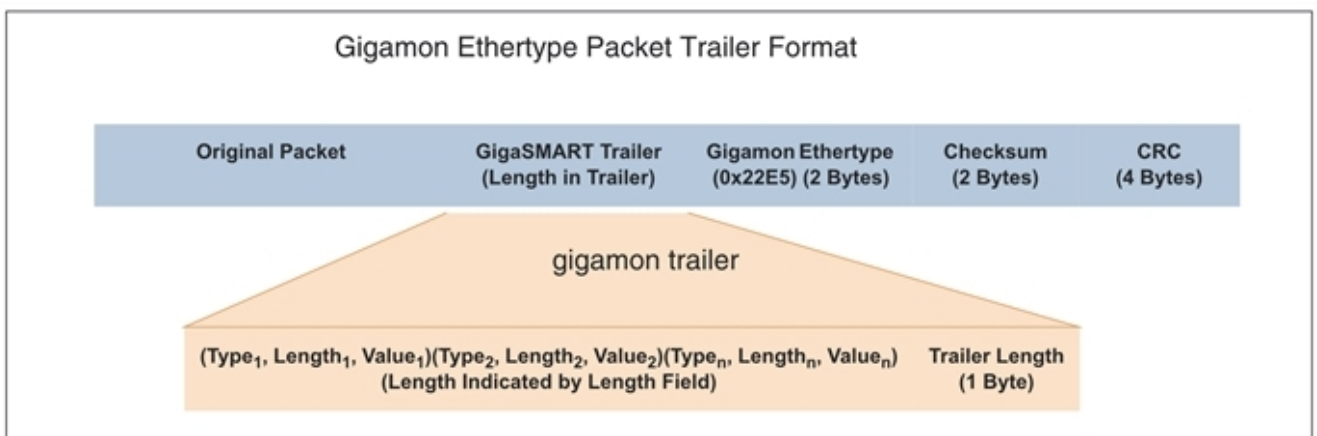 Gigamon Ethertype Packet Trailer Format
Original Packet
GigaSMART Trailer
(Length in Trailer)
Gigamon Ethertype
(0x22E5) (2 Bytes)
Checksum
(2 Bytes)
CRC
(4 Bytes)
gigamon trailer
(Type₁, Length₁, Value₁)(Type₂, Length₂, Value₂)(Typeₙ, Lengthₙ, Valueₙ)
(Length Indicated by Length Field)
Trailer Length
(1 Byte)